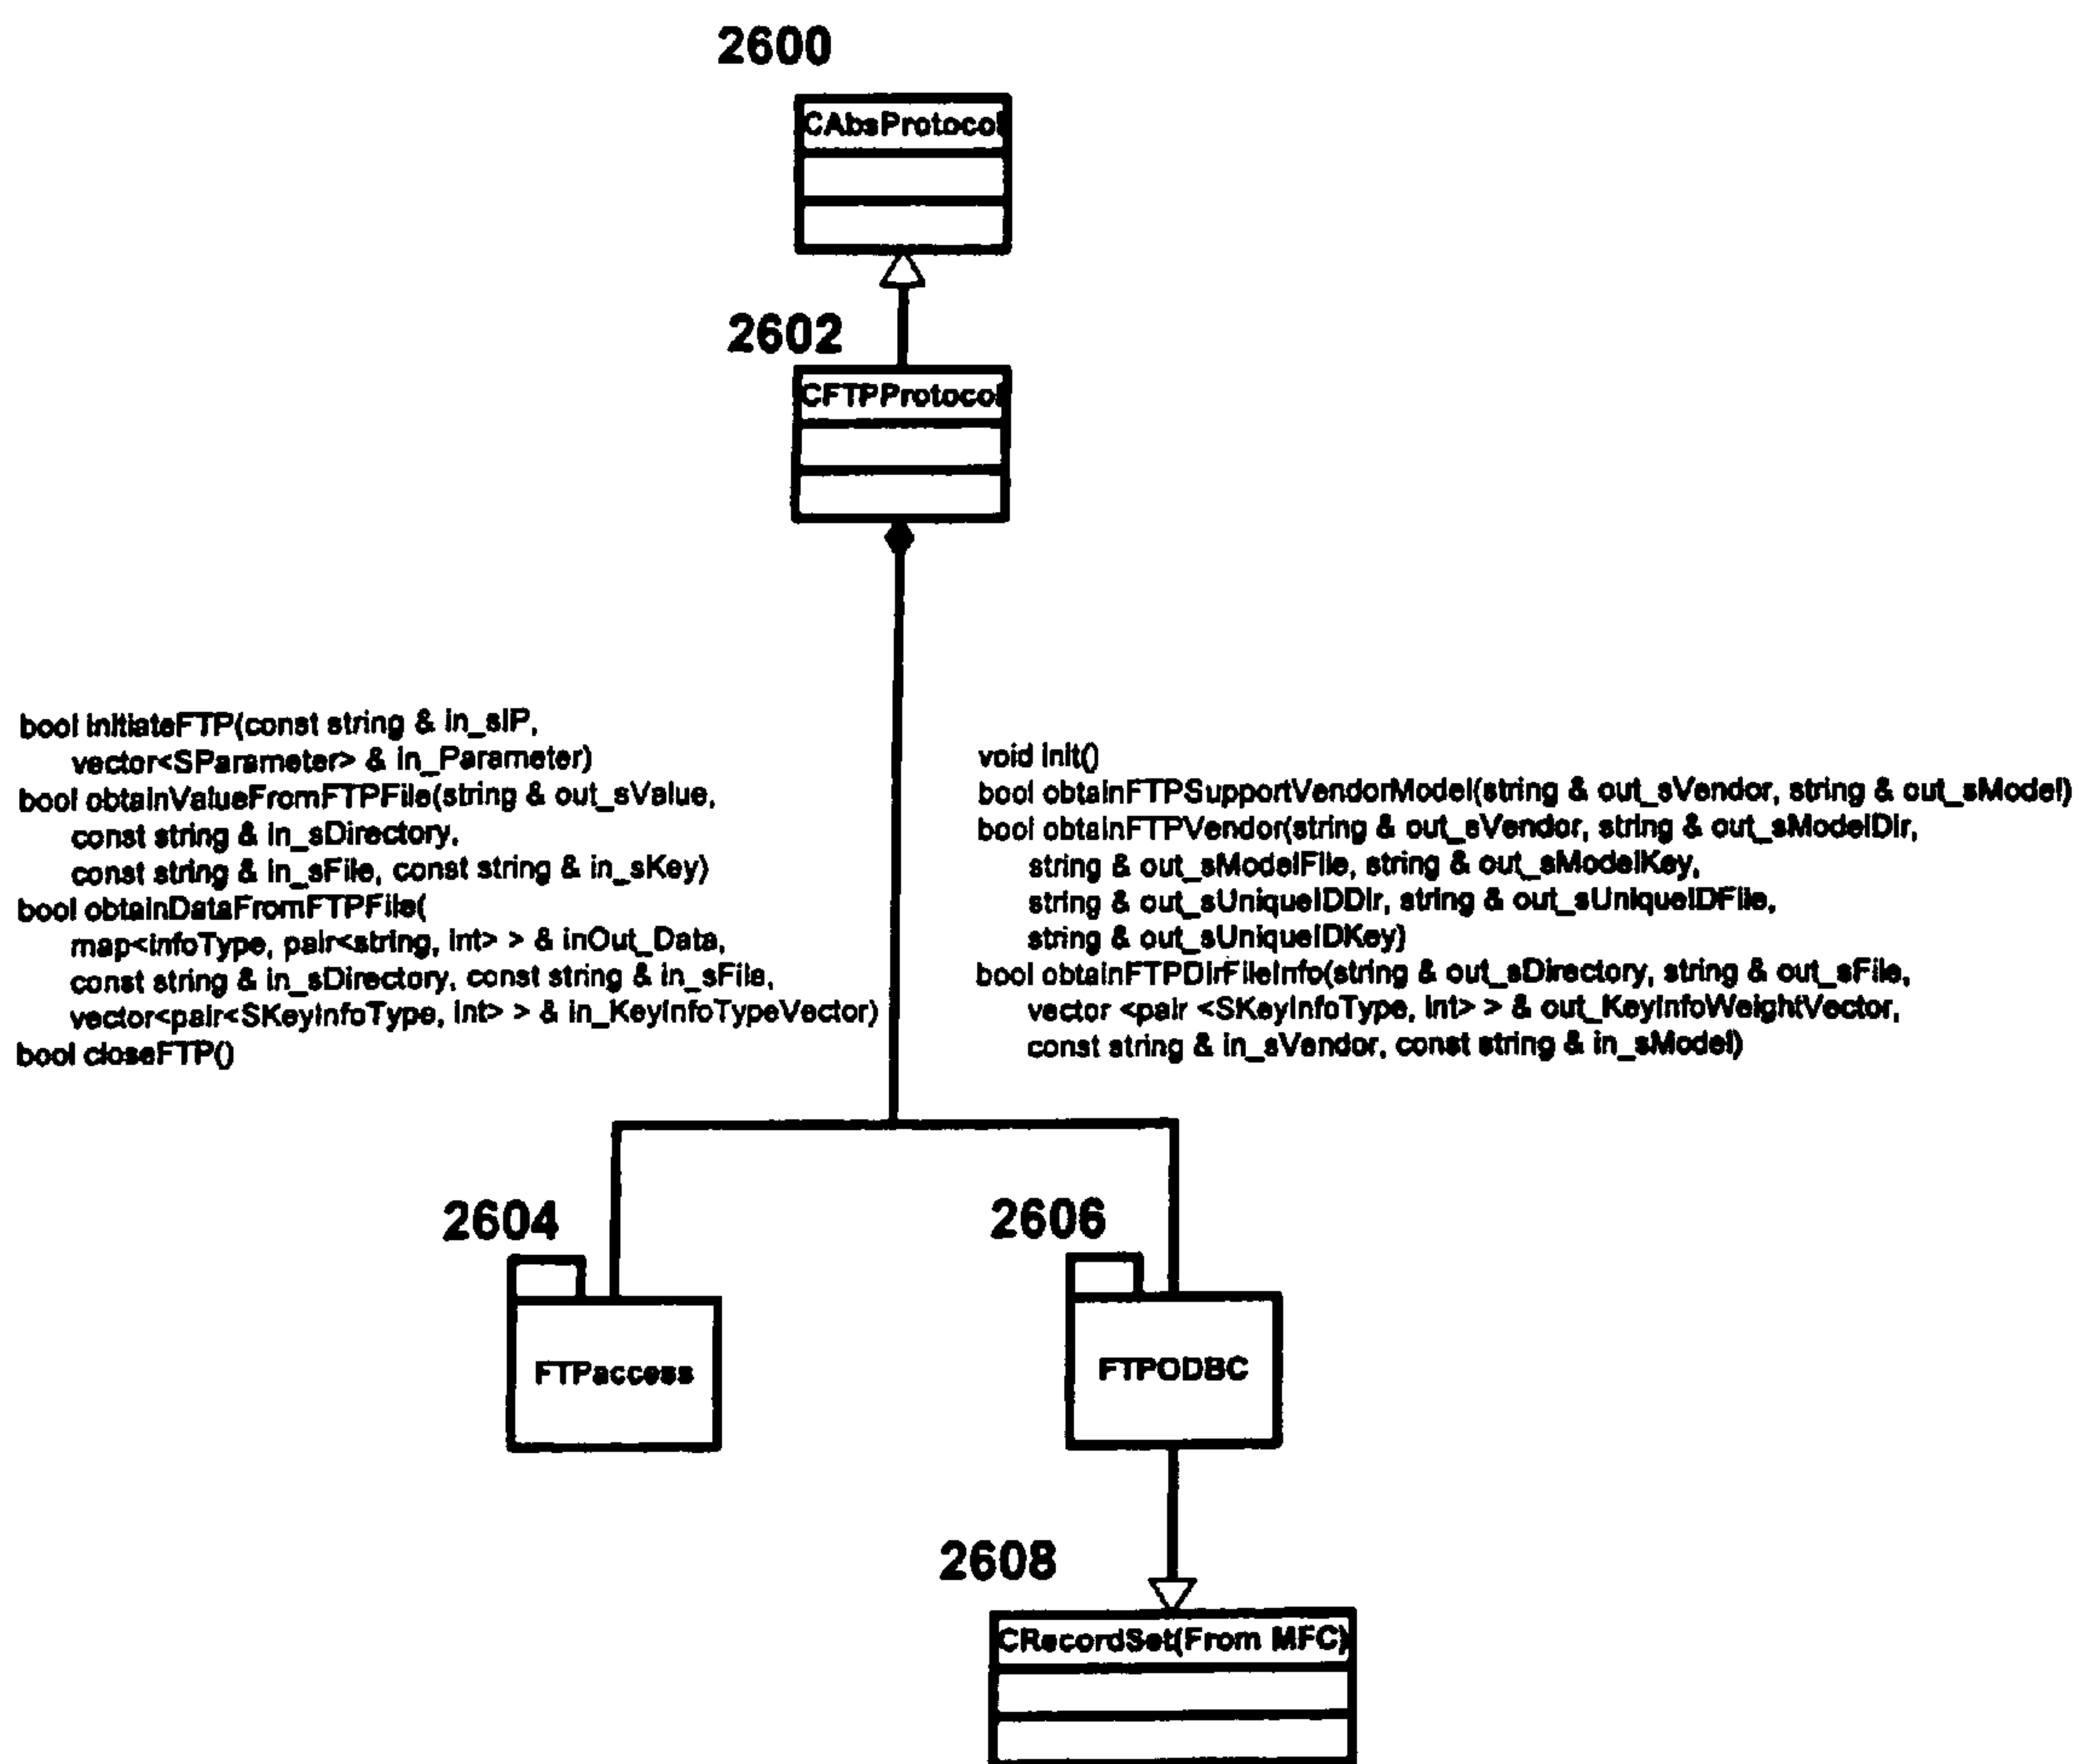 2600
CAbsProtocol
2602
CFTPProtocol
bool initiateFTP(const string & in_sIP,
vector<SParameter> & in_Parameter)
bool obtainValueFromFTPFile(string & out_sValue,
const string & in_sDirectory,
const string & in_sFile, const string & in_sKey)
bool obtainDataFromFTPFile(
map<infoType, pair<string, int> > & inOut_Data,
const string & in_sDirectory, const string & in_sFile,
vector<pair<SKeyInfoType, int> > & in_KeyInfoTypeVector)
bool closeFTP()
void init()
bool obtainFTPSupportVendorModel(string & out_sVendor, string & out_sModel)
bool obtainFTPVendor(string & out_sVendor, string & out_sModelDir,
string & out_sModelFile, string & out_sModelKey,
string & out_sUniqueIDDir, string & out_sUniqueIDFile,
string & out_sUniqueIDKey)
bool obtainFTPDirFileInfo(string & out_sDirectory, string & out_sFile,
vector <pair <SKeyInfoType, int> > & out_KeyInfoWeightVector,
const string & in_sVendor, const string & in_sModel)
2604
FTPaccess
2606
FTPODBC
2608
CRecordSet(From MFC)